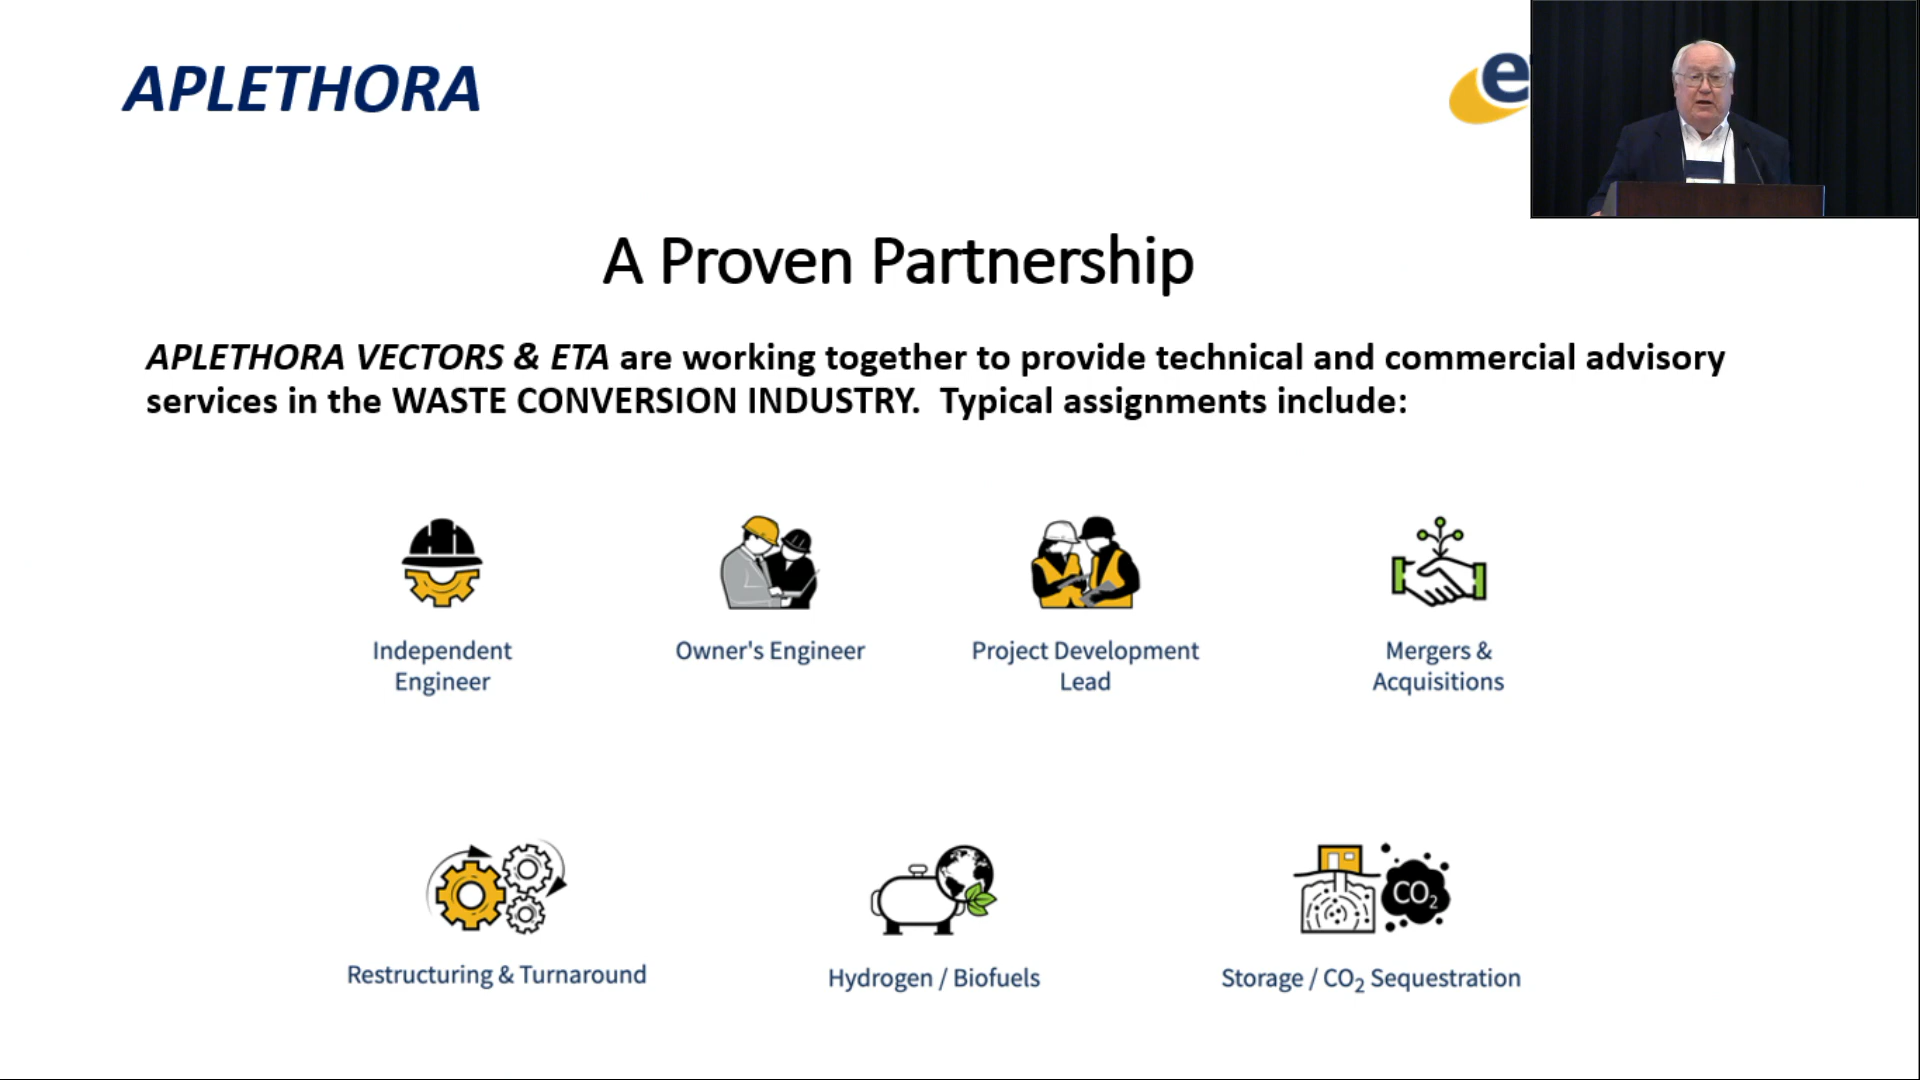 APLETHORA
e
A Proven Partnership
APLETHORA VECTORS & ETA are working together to provide technical and commercial advisory
services in the WASTE CONVERSION INDUSTRY.  Typical assignments include:
Independent
Engineer
Owner's Engineer
Project Development
Lead
Mergers &
Acquisitions
CO₂
Restructuring & Turnaround
Hydrogen / Biofuels
Storage / CO₂ Sequestration